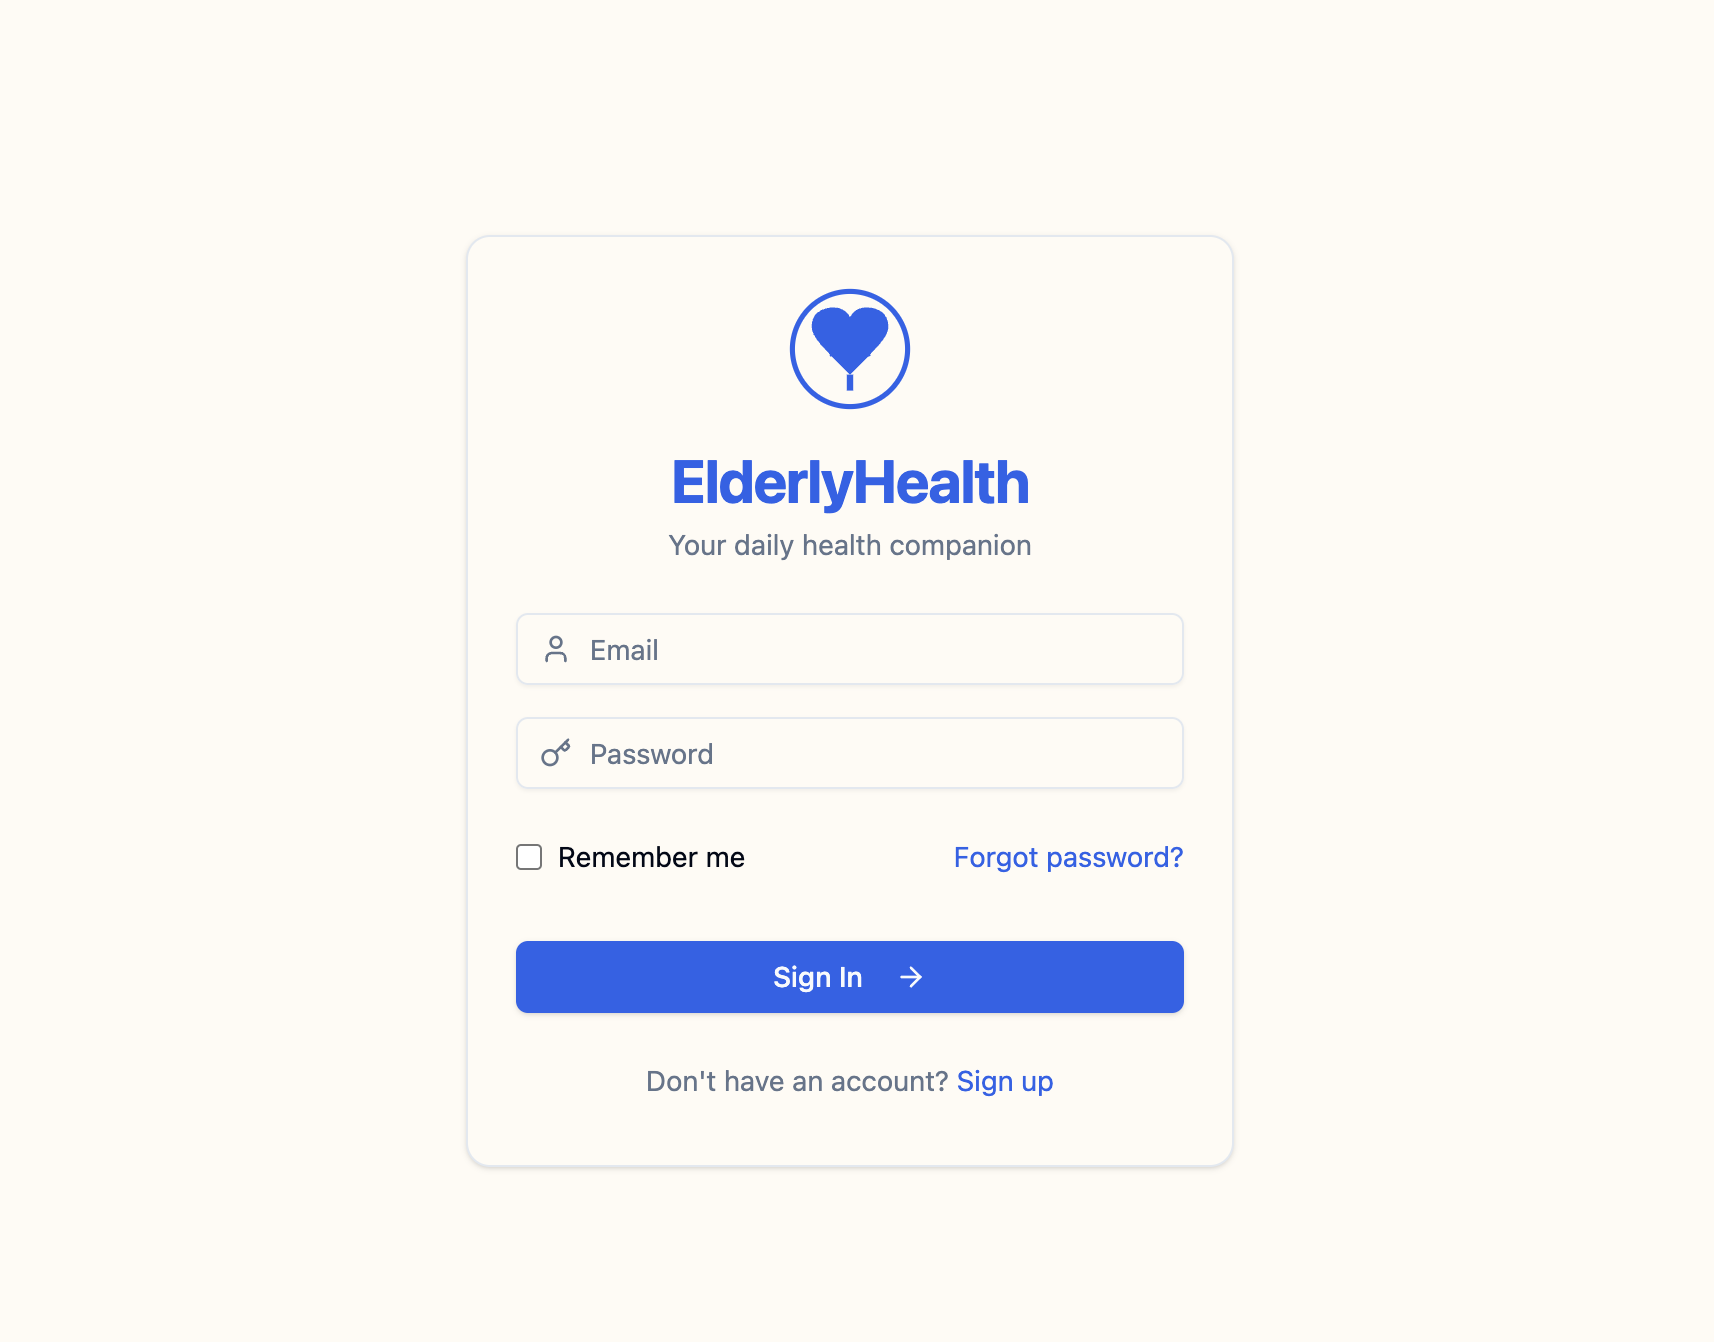 ElderlyHealth
Your daily health companion
Email
Password
Remember me
Forgot password?
Sign In
Don't have an account? Sign up